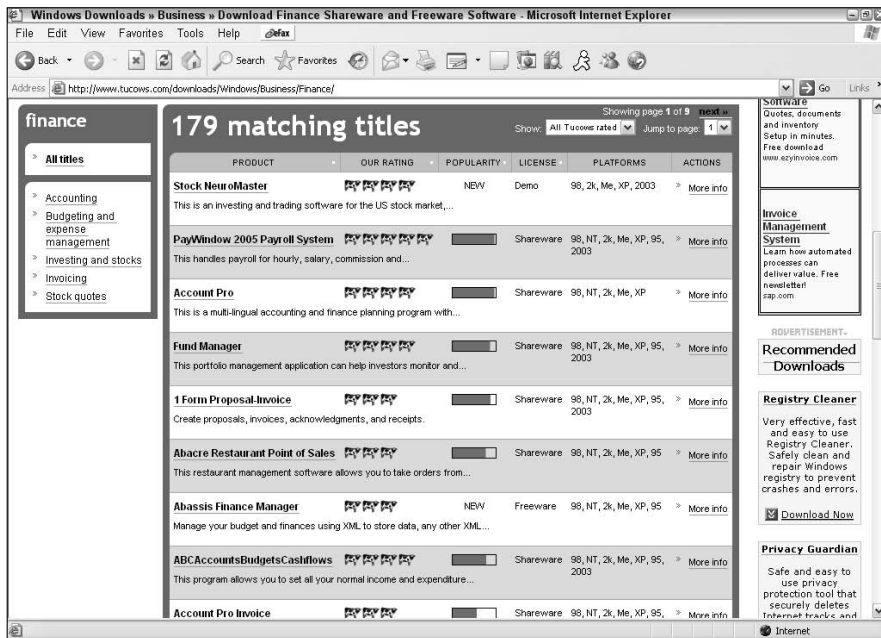 Windows Downloads » Business » Download Finance Shareware and Freeware Software - Microsoft Internet Explorer
File Edit View Favorites Tools Help eFax
Back Search Favorites
Address http://www.tucows.com/downloads/Windows/Business/Finance/ Go Links »
finance
» All titles
» Accounting
» Budgeting and
expense
management
» Investing and stocks
» Invoicing
» Stock quotes
Showing page 1 of 9 next »
179 matching titles
Show: All Tucows rated Jump to page: 1
PRODUCT OUR RATING POPULARITY LICENSE PLATFORMS ACTIONS
Stock NeuroMaster NEW Demo 98, 2k, Me, XP, 2003 » More info
This is an investing and trading software for the US stock market,...
PayWindow 2005 Payroll System Shareware 98, NT, 2k, Me, XP, 95, » More info
2003
This handles payroll for hourly, salary, commission and...
Account Pro Shareware 98, NT, 2k, Me, XP » More info
This is a multi-lingual accounting and finance planning program with...
Fund Manager Shareware 98, NT, 2k, Me, XP, 95, » More info
2003
This portfolio management application can help investors monitor and...
1 Form Proposal-Invoice Shareware 98, NT, 2k, Me, XP, 95, » More info
2003
Create proposals, invoices, acknowledgments, and receipts.
Abacre Restaurant Point of Sales Shareware 98, NT, 2k, Me, XP, 95 » More info
This restaurant management software allows you to take orders from...
Abassis Finance Manager NEW Freeware 98, NT, 2k, Me, XP, 95 » More info
Manage your budget and finances using XML to store data, any other XML...
ABCAccountsBudgetsCashflows Shareware 98, NT, 2k, Me, XP, 95, » More info
2003
This program allows you to set all your normal income and expenditure...
Account Pro Invoice Shareware 98, NT, 2k, Me, XP, 95, » More info
Software
Quotes, documents
and inventory
Setup in minutes.
Free download
www.ezyinvoice.com
Invoice
Management
System
Learn how automated
processes can
deliver value. Free
newsletter!
sap.com
ADVERTISEMENT
Recommended
Downloads
Registry Cleaner
Very effective, fast
and easy to use
Registry Cleaner.
Safely clean and
repair Windows
registry to prevent
crashes and errors.
Download Now
Privacy Guardian
Safe and easy to
use privacy
protection tool that
securely deletes
Internet tracks and
Internet